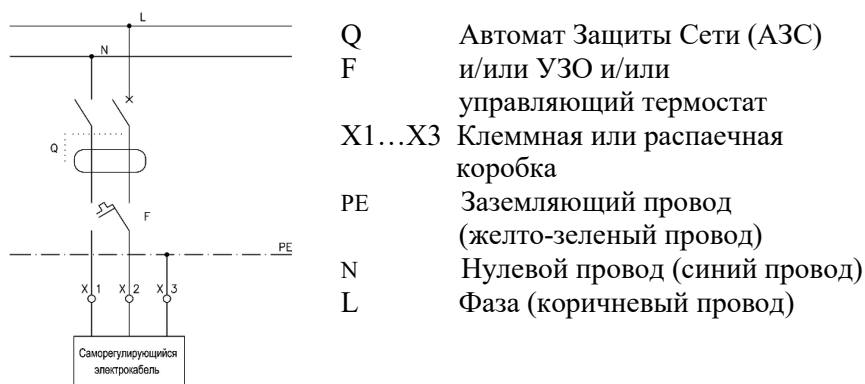 L
N
Q
F
PE
X 1 X 2 X 3
Саморегулирующийся
электрокабель
Q Автомат Защиты Сети (АЗС)
F и/или УЗО и/или
управляющий термостат
X1…X3 Клеммная или распаечная
коробка
PE Заземляющий провод
(желто-зеленый провод)
N Нулевой провод (синий провод)
L Фаза (коричневый провод)